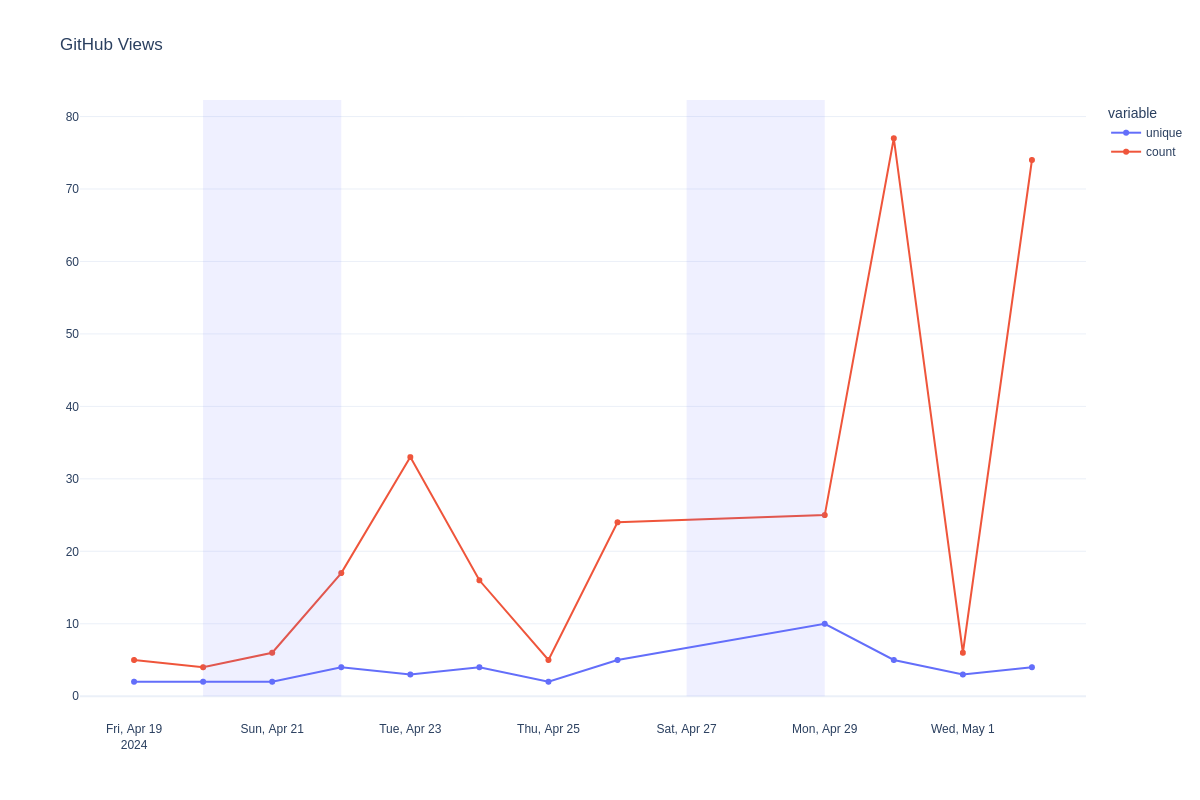 GitHub Views
80
70
60
50
40
30
20
10
0
Fri, Apr 19
2024
Sun, Apr 21
Tue, Apr 23
Thu, Apr 25
Sat, Apr 27
Mon, Apr 29
Wed, May 1
variable
unique
count